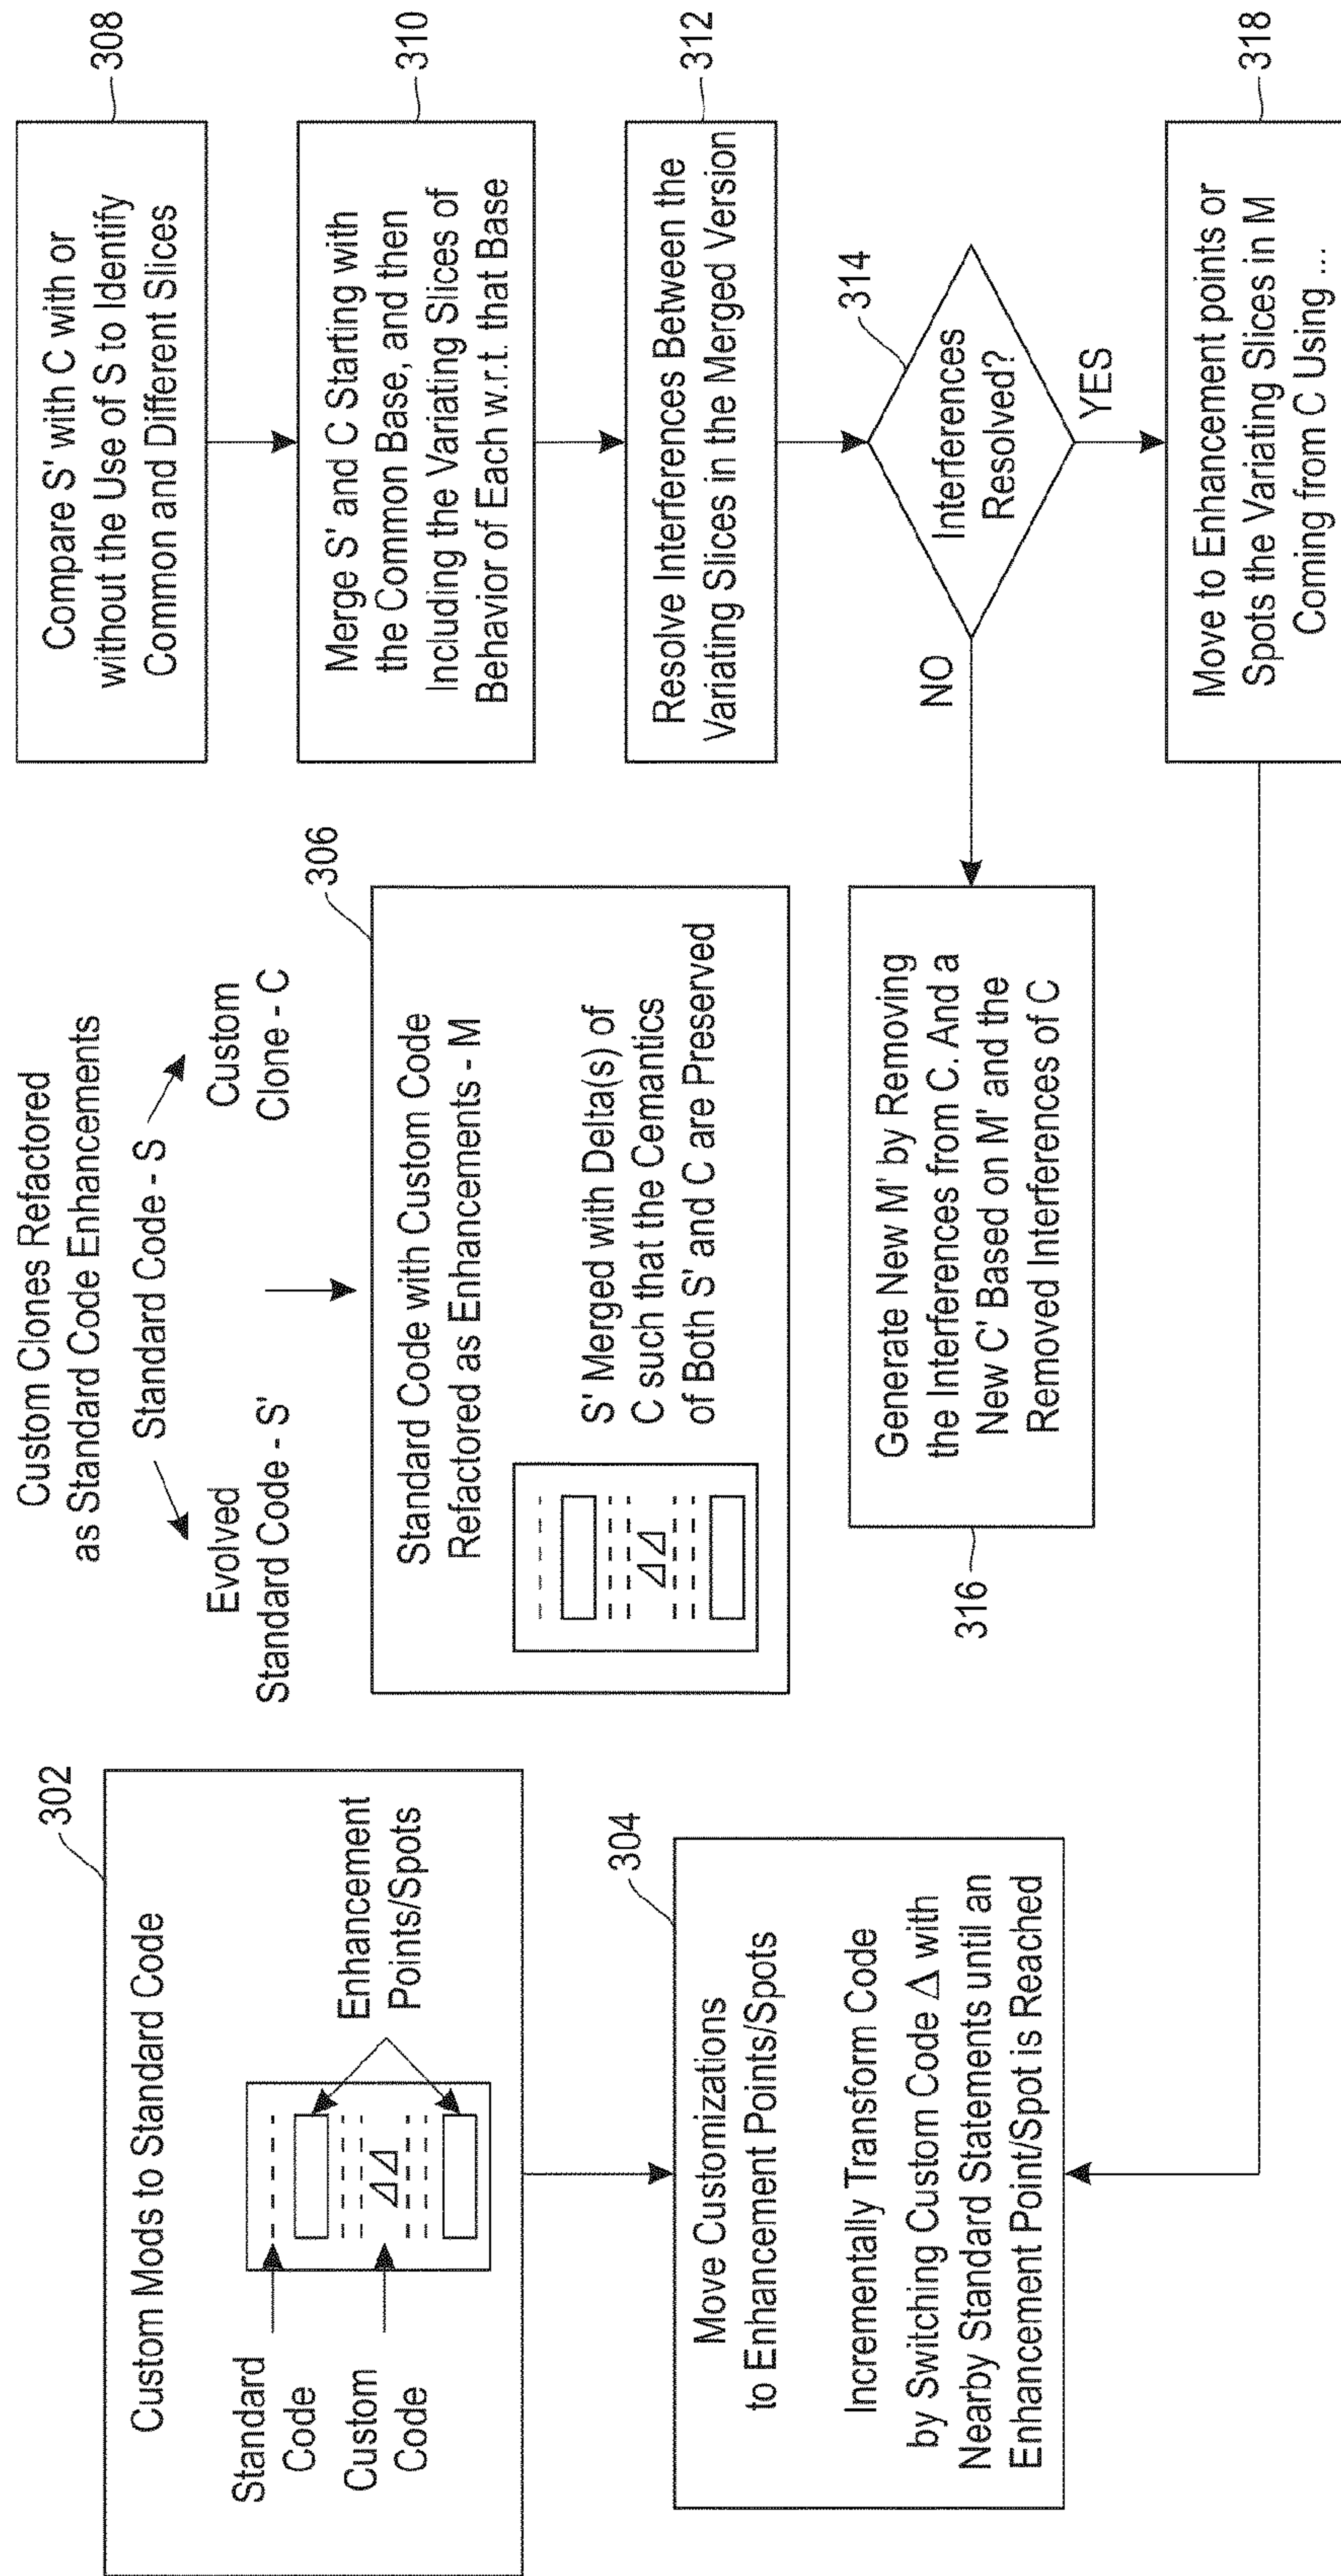 302
Custom Mods to Standard Code
Standard
Code
Custom
Code
ΔΔ
Enhancement
Points/Spots
304
Move Customizations
to Enhancement Points/Spots
Incrementally Transform Code
by Switching Custom Code Δ with
Nearby Standard Statements until an
Enhancement Point/Spot is Reached
Custom Clones Refactored
as Standard Code Enhancements
Standard Code - S
Evolved
Standard Code - S'
Custom
Clone - C
306
Standard Code with Custom Code
Refactored as Enhancements - M
ΔΔ
S' Merged with Delta(s) of
C such that the Cemantics
of Both S' and C are Preserved
308
Compare S' with C with or
without the Use of S to Identify
Common and Different Slices
310
Merge S' and C Starting with
the Common Base, and then
Including the Variating Slices of
Behavior of Each w.r.t. that Base
312
Resolve Interferences Between the
Variating Slices in the Merged Version
314
Interferences
Resolved?
NO
YES
316
Generate New M' by Removing
the Interferences from C. And a
New C' Based on M' and the
Removed Interferences of C
318
Move to Enhancement points or
Spots the Variating Slices in M
Coming from C Using ...